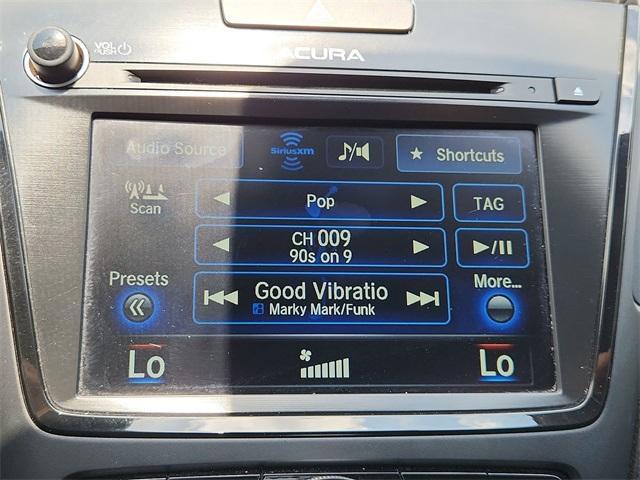 VOL
PUSH
ACURA
Audio Source
SiriusXM
★ Shortcuts
Scan
Pop
TAG
CH 009
90s on 9
Presets
More...
Good Vibratio
Marky Mark/Funk
Lo
Lo